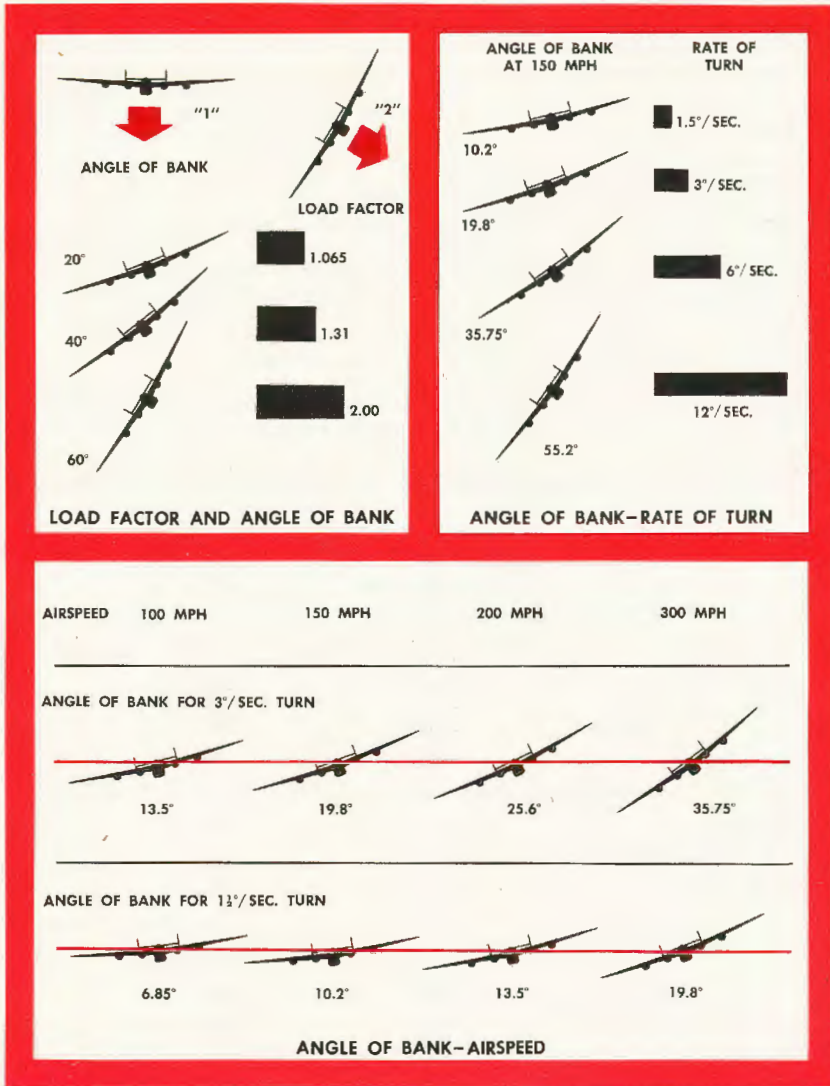 "1"
"2"
ANGLE OF BANK
LOAD FACTOR
20°
1.065
40°
1.31
60°
2.00
LOAD FACTOR AND ANGLE OF BANK
ANGLE OF BANK
AT 150 MPH
RATE OF
TURN
10.2°
1.5°/SEC.
19.8°
3°/SEC.
35.75°
6°/SEC.
55.2°
12°/SEC.
ANGLE OF BANK–RATE OF TURN
AIRSPEED 100 MPH 150 MPH 200 MPH 300 MPH
ANGLE OF BANK FOR 3°/SEC. TURN
13.5° 19.8° 25.6° 35.75°
ANGLE OF BANK FOR 1½°/SEC. TURN
6.85° 10.2° 13.5° 19.8°
ANGLE OF BANK–AIRSPEED